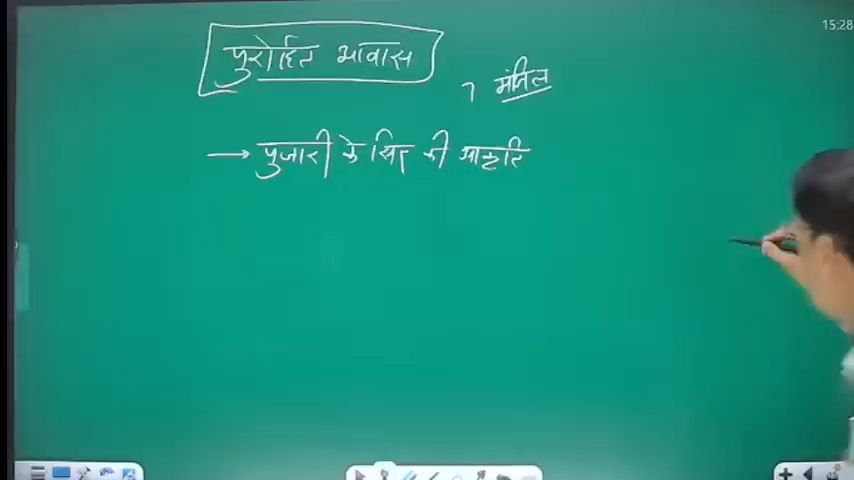 15:28
पुरोहित आवास
7 मंजिल
→ पुजारी के सिर की आकृति